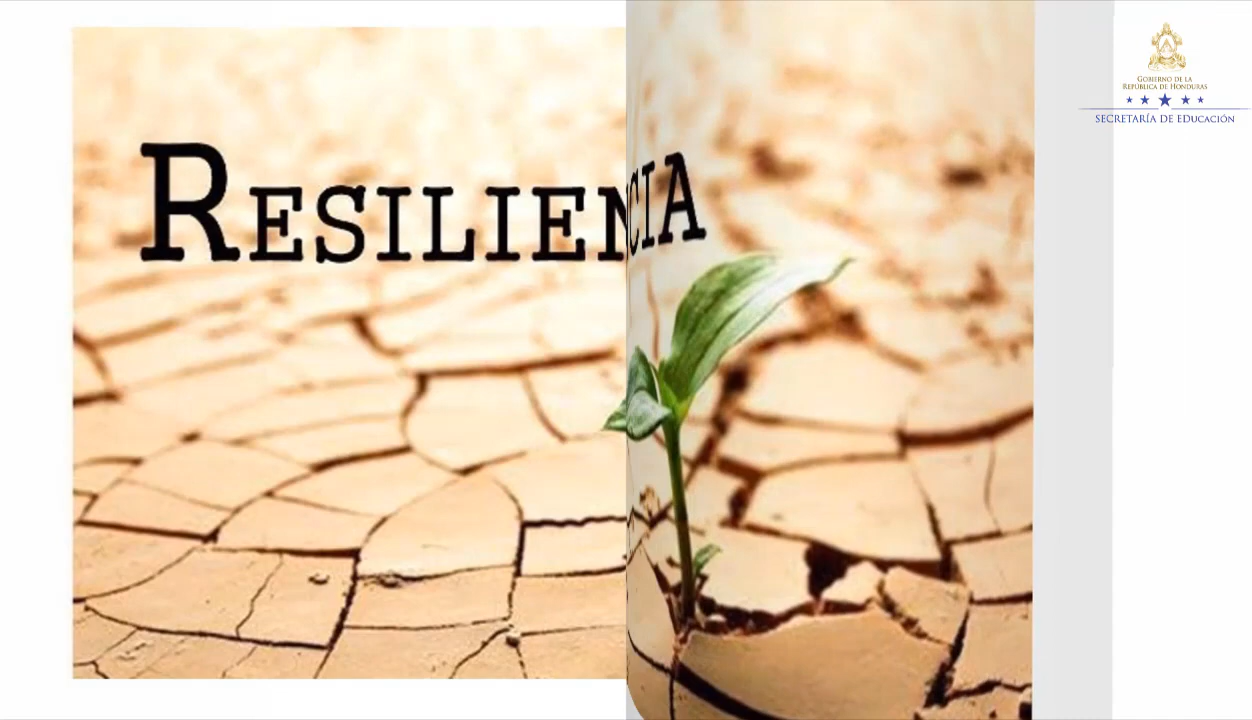 RESILIENCIA
GOBIERNO DE LA
REPÚBLICA DE HONDURAS
SECRETARÍA DE EDUCACIÓN